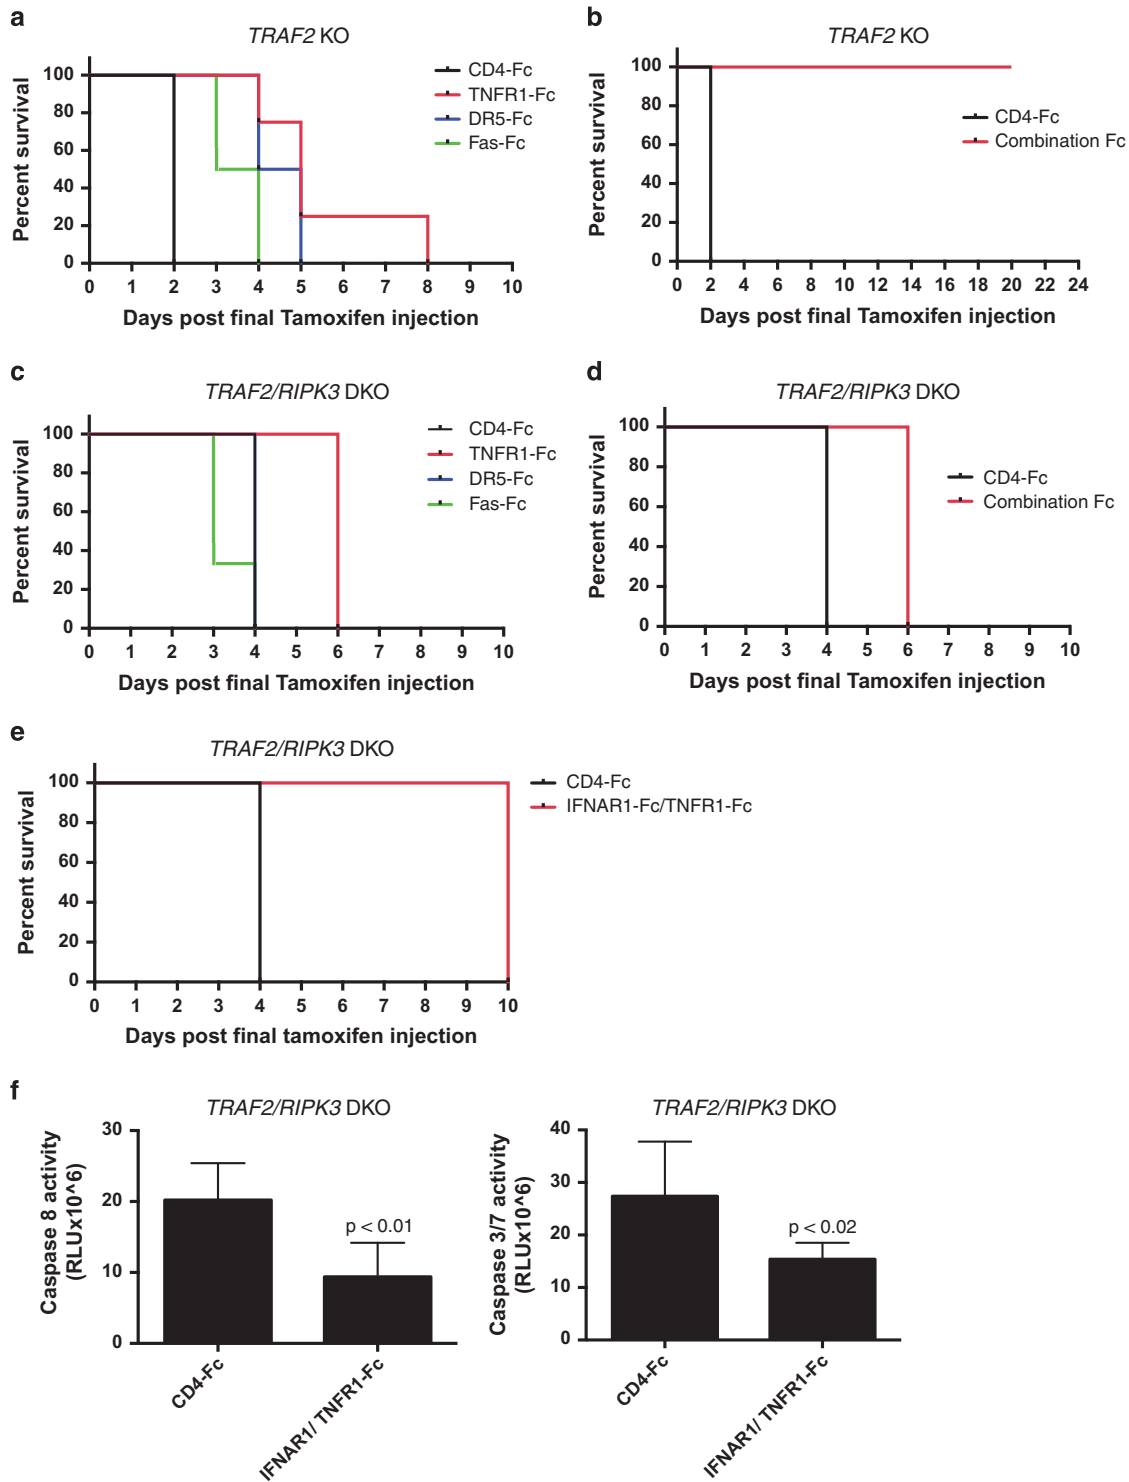 a
TRAF2 KO
Percent survival
100
80
60
40
20
0
0 1 2 3 4 5 6 7 8 9 10
Days post final Tamoxifen injection
CD4-Fc
TNFR1-Fc
DR5-Fc
Fas-Fc
b
TRAF2 KO
Percent survival
100
80
60
40
20
0
0 2 4 6 8 10 12 14 16 18 20 22 24
Days post final Tamoxifen injection
CD4-Fc
Combination Fc
c
TRAF2/RIPK3 DKO
Percent survival
100
80
60
40
20
0
0 1 2 3 4 5 6 7 8 9 10
Days post final Tamoxifen injection
CD4-Fc
TNFR1-Fc
DR5-Fc
Fas-Fc
d
TRAF2/RIPK3 DKO
Percent survival
100
80
60
40
20
0
0 1 2 3 4 5 6 7 8 9 10
Days post final Tamoxifen injection
CD4-Fc
Combination Fc
e
TRAF2/RIPK3 DKO
Percent survival
100
80
60
40
20
0
0 1 2 3 4 5 6 7 8 9 10
Days post final tamoxifen injection
CD4-Fc
IFNAR1-Fc/TNFR1-Fc
f
TRAF2/RIPK3 DKO
Caspase 8 activity
(RLUx10^6)
30
20
10
0
p < 0.01
CD4-Fc
IFNAR1/ TNFR1-Fc
TRAF2/RIPK3 DKO
Caspase 3/7 activity
(RLUx10^6)
40
30
20
10
0
p < 0.02
CD4-Fc
IFNAR1/ TNFR1-Fc